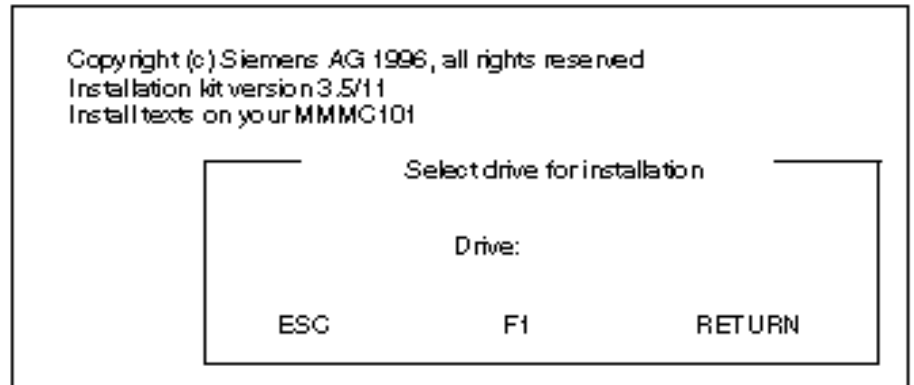 Copyright (c) Siemens AG 1996, all rights reserved
Installation kit version 3.5/11
Install texts on your MMMC101
Select drive for installation
Drive:
ESC F1 RETURN